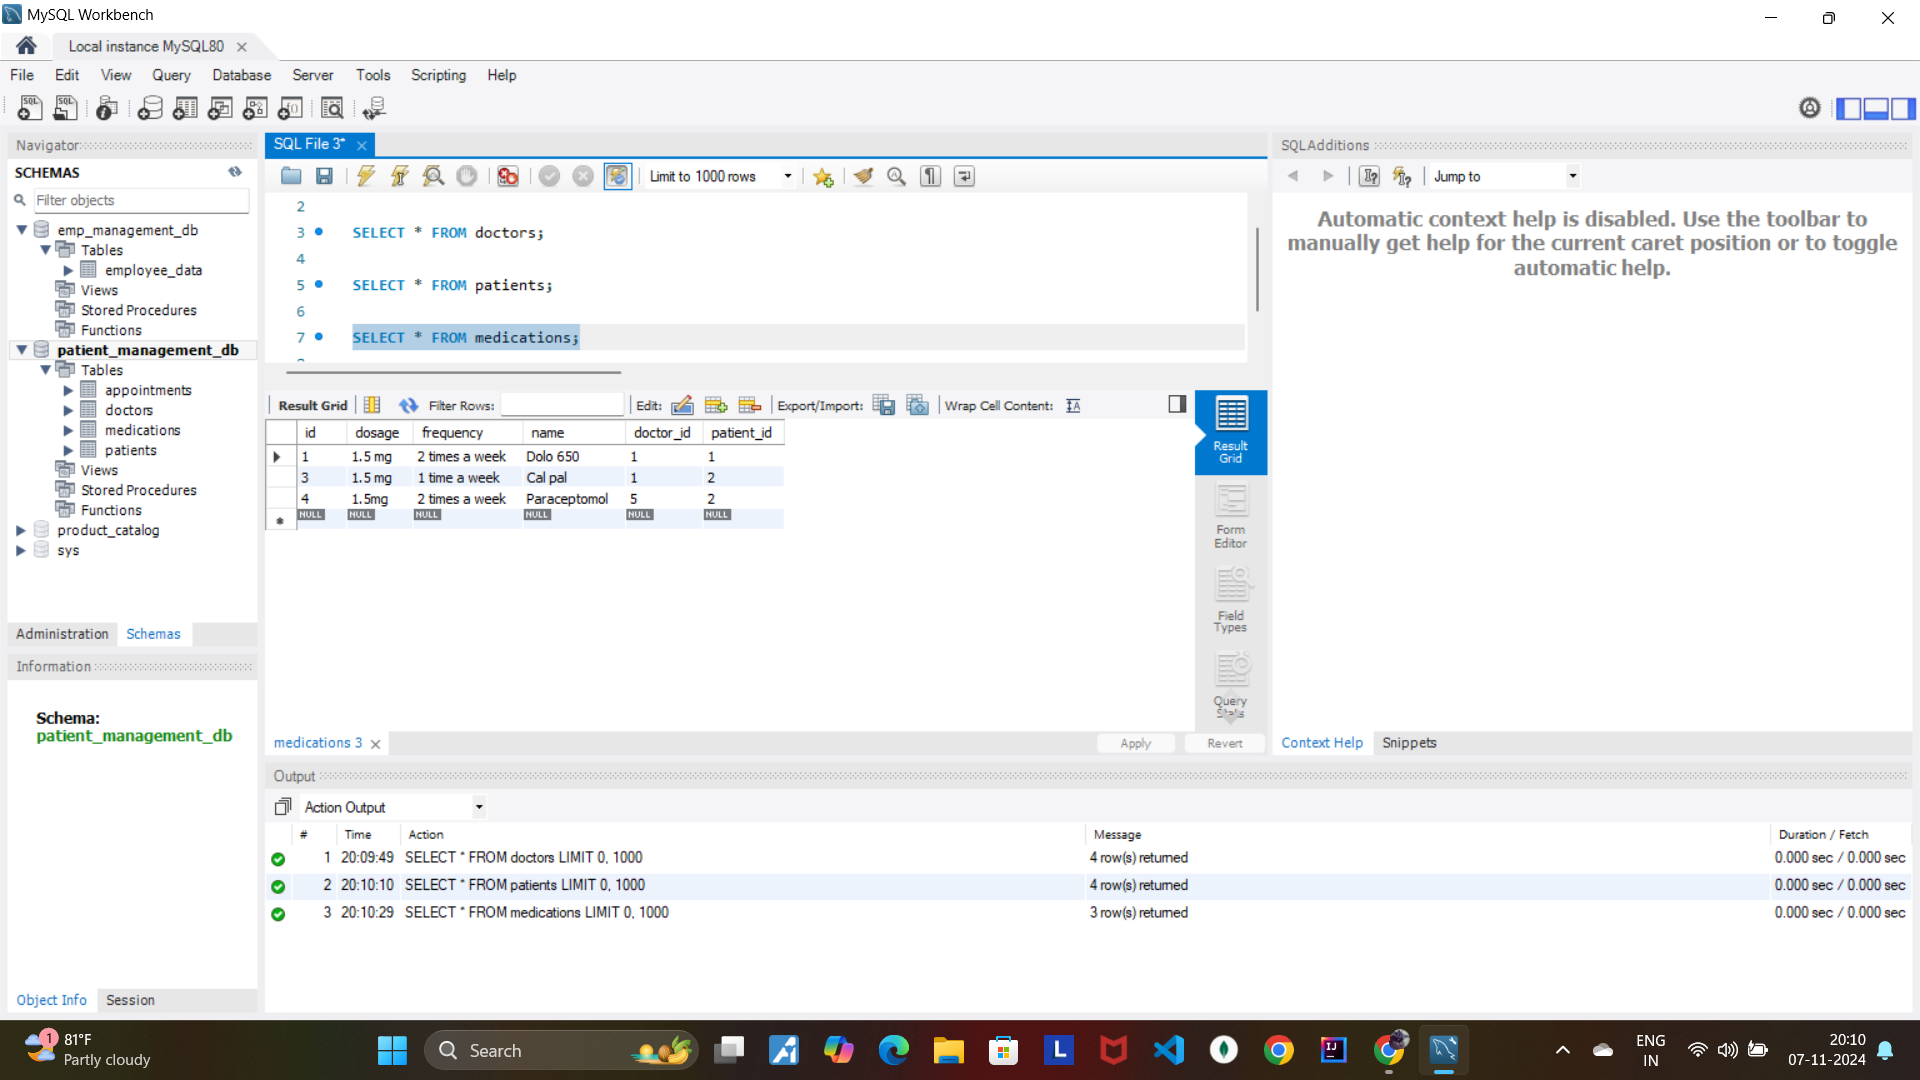 MySQL Workbench
Local instance MySQL80
File Edit View Query Database Server Tools Scripting Help
Navigator
SCHEMAS
Filter objects
emp_management_db
Tables
employee_data
Views
Stored Procedures
Functions
patient_management_db
Tables
appointments
doctors
medications
patients
Views
Stored Procedures
Functions
product_catalog
sys
Administration Schemas
Information
Schema:
patient_management_db
Object Info Session
SQL File 3*
Limit to 1000 rows
2
3 SELECT * FROM doctors;
4
5 SELECT * FROM patients;
6
7 SELECT * FROM medications;
Result Grid Filter Rows: Edit: Export/Import: Wrap Cell Content:
id dosage frequency name doctor_id patient_id
1 1.5 mg 2 times a week Dolo 650 1 1
3 1.5 mg 1 time a week Cal pal 1 2
4 1.5mg 2 times a week Paraceptomol 5 2
NULL NULL NULL NULL NULL NULL
Result
Grid
Form
Editor
Field
Types
Query
Stats
medications 3
Apply Revert
SQLAdditions
Jump to
Automatic context help is disabled. Use the toolbar to
manually get help for the current caret position or to toggle
automatic help.
Context Help Snippets
Output
Action Output
# Time Action Message Duration / Fetch
1 20:09:49 SELECT * FROM doctors LIMIT 0, 1000 4 row(s) returned 0.000 sec / 0.000 sec
2 20:10:10 SELECT * FROM patients LIMIT 0, 1000 4 row(s) returned 0.000 sec / 0.000 sec
3 20:10:29 SELECT * FROM medications LIMIT 0, 1000 3 row(s) returned 0.000 sec / 0.000 sec
1
81°F
Partly cloudy
Search
ENG
IN
20:10
07-11-2024